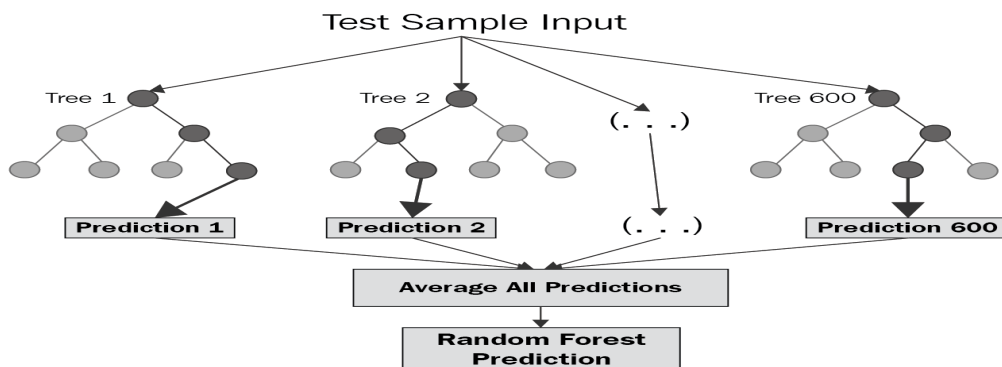 Test Sample Input
Tree 1
Tree 2
Tree 600
(. . .)
Prediction 1
Prediction 2
(. . .)
Prediction 600
Average All Predictions
Random Forest
Prediction